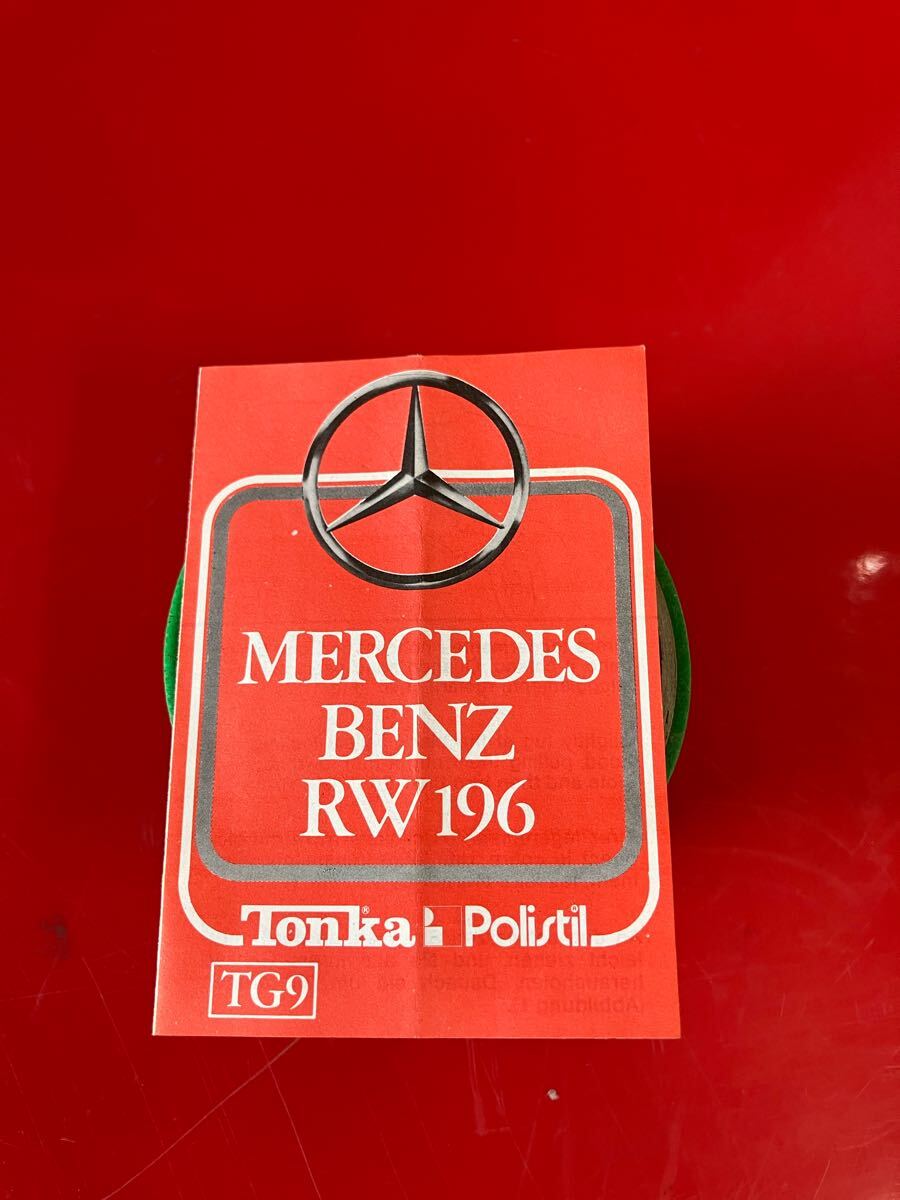 MERCEDES
BENZ
RW 196
Tonka® Polistil
TG9